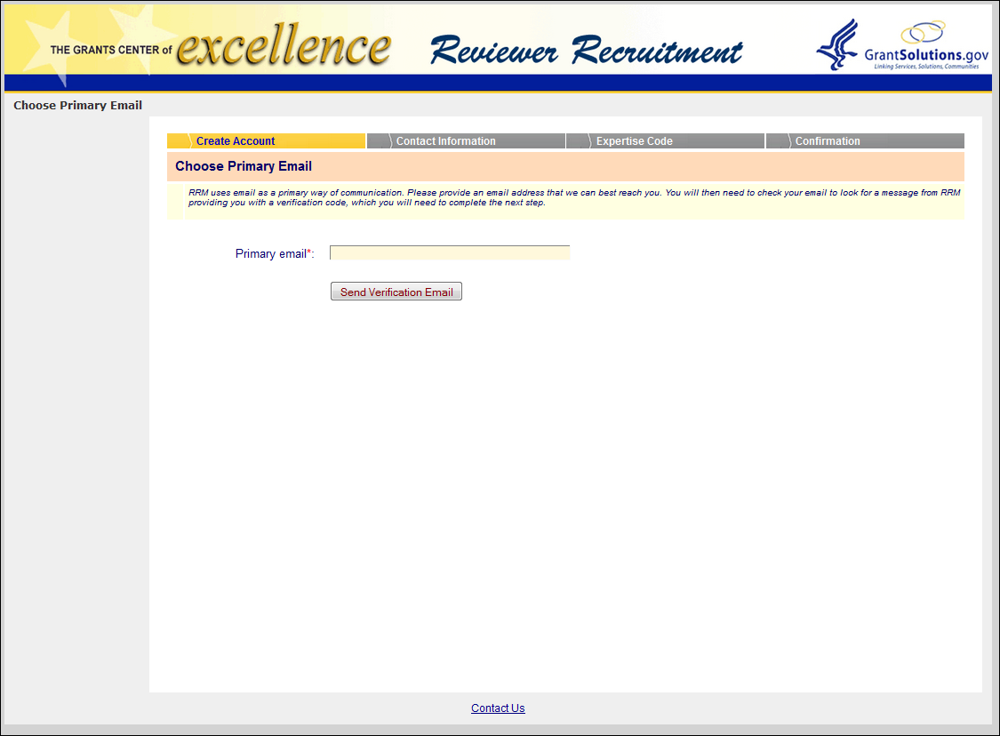 THE GRANTS CENTER of excellence
Reviewer Recruitment
GrantSolutions.gov
Linking Services, Solutions, Communities
Choose Primary Email
Create Account
Contact Information
Expertise Code
Confirmation
Choose Primary Email
RRM uses email as a primary way of communication. Please provide an email address that we can best reach you. You will then need to check your email to look for a message from RRM
providing you with a verification code, which you will need to complete the next step.
Primary email*:
Send Verification Email
Contact Us